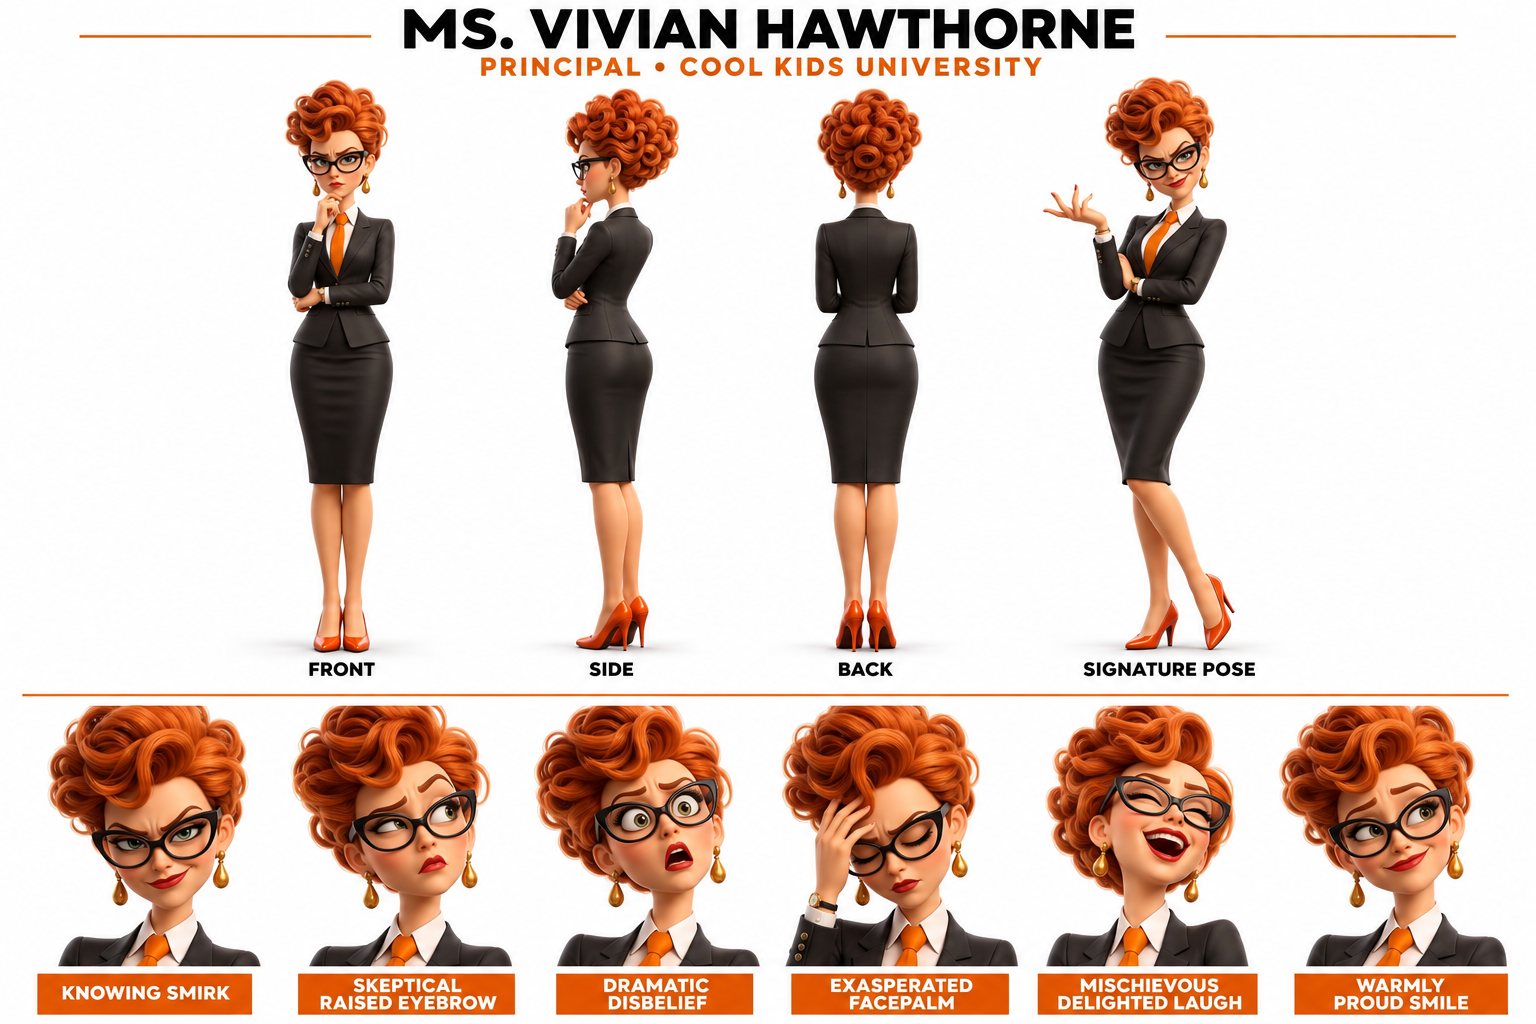 MS. VIVIAN HAWTHORNE
PRINCIPAL • COOL KIDS UNIVERSITY
FRONT
SIDE
BACK
SIGNATURE POSE
KNOWING SMIRK
SKEPTICAL
RAISED EYEBROW
DRAMATIC
DISBELIEF
EXASPERATED
FACEPALM
MISCHIEVOUS
DELIGHTED LAUGH
WARMLY
PROUD SMILE